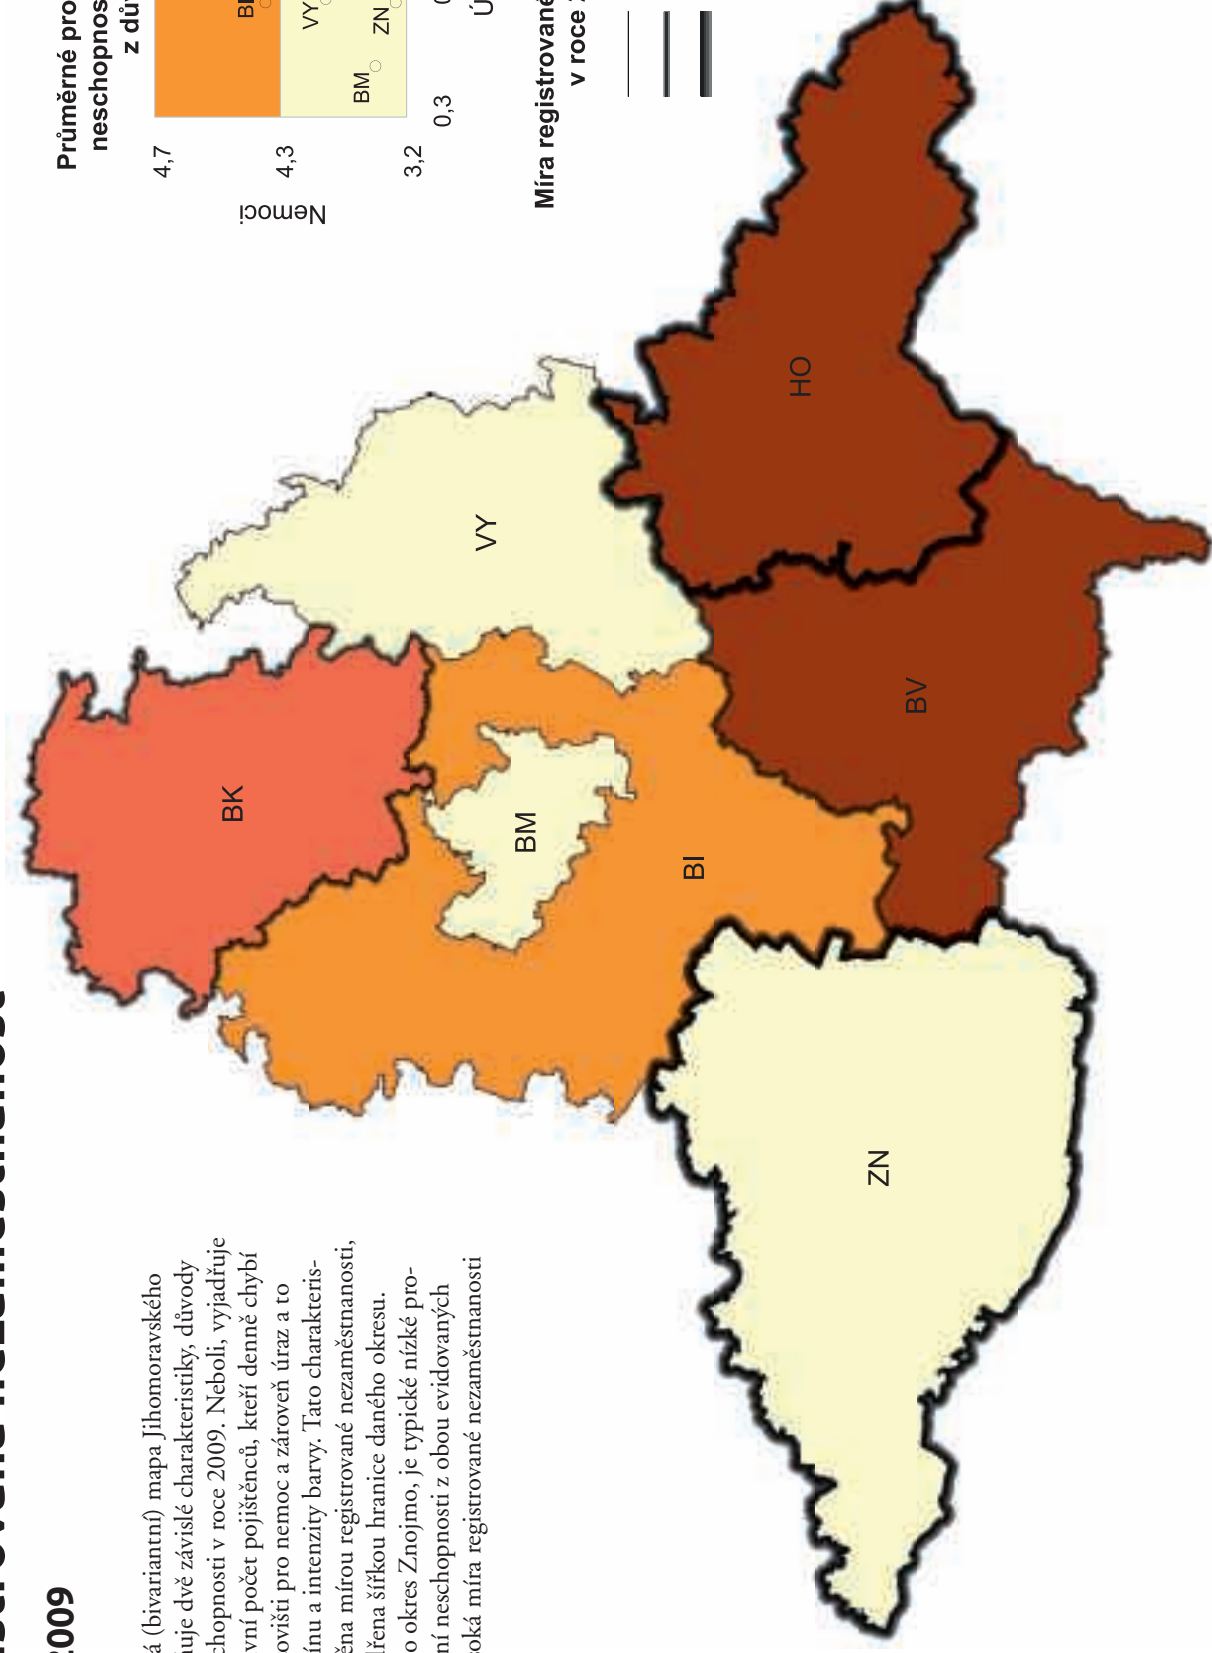 2009
á (bivariantní) mapa Jihomoravského
uje dvě závislé charakteristiky, důvody
chopnosti v roce 2009. Neboli, vyjadřuje
vní počet pojištěnců, kteří denně chybí
ovišti pro nemoc a zároveň úraz a to
ínu a intenzity barvy. Tato charakteris-
ěna mírou registrované nezaměstnanosti,
dřena šířkou hranice daného okresu.
o okres Znojmo, je typické nízké pro-
ní neschopnosti z obou evidovaných
soká míra registrované nezaměstnanosti
Průměrné pro
neschopnos
z dův
4,7
4,3
3,2
Nemoci
0,3
BM
VY
ZN
Míra registrované
v roce
BK
VY
BM
BI
HO
BV
ZN